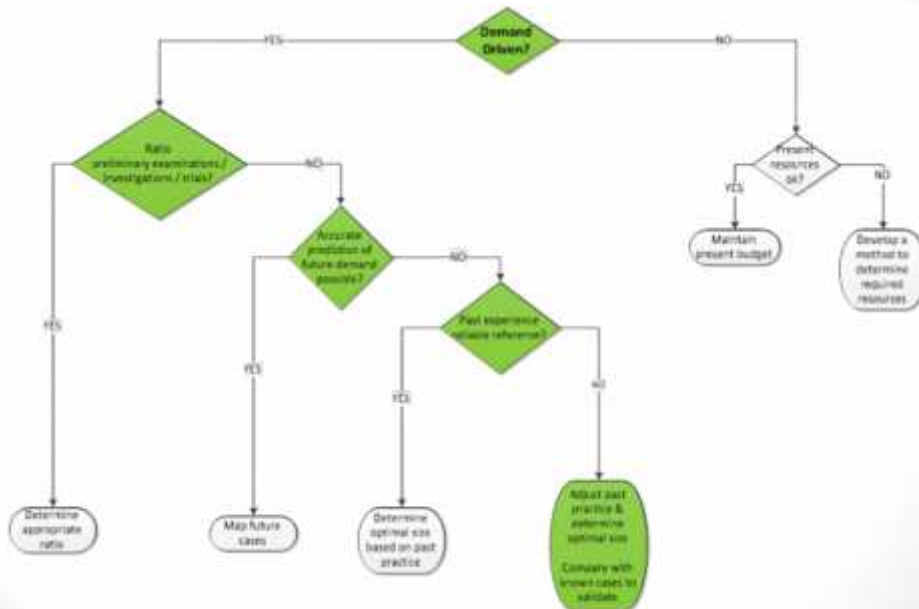 Demand
Driven?
YES
NO
Ratio
preliminary examinations /
investigations / trials?
NO
Present
resources
ok?
YES
NO
Accurate
prediction of
future demand
possible?
Maintain
present budget
Develop a
method to
determine
required
resources
NO
YES
Past experience
reliable reference?
YES
YES
NO
Determine
appropriate
ratio
Map future
cases
Determine
optimal size
based on past
practice
Adjust past
practice &
determine
optimal size
Compare with
known cases to
validate